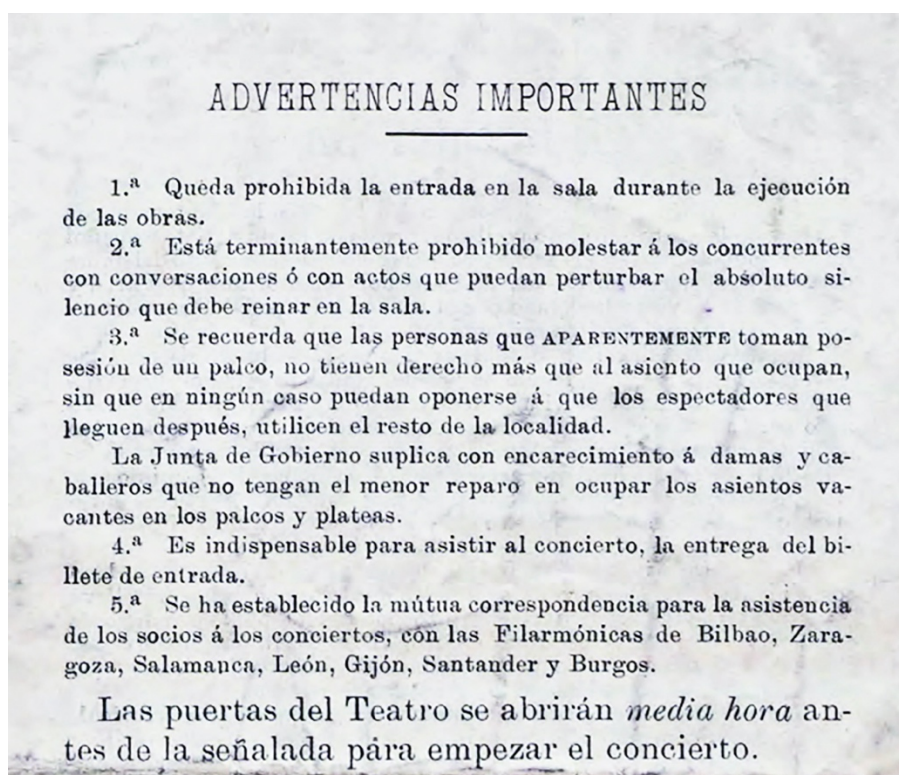 ADVERTENCIAS IMPORTANTES
1.ª Queda prohibida la entrada en la sala durante la ejecución
de las obras.
2.ª Está terminantemente prohibido molestar á los concurrentes
con conversaciones ó con actos que puedan perturbar el absoluto si-
lencio que debe reinar en la sala.
3.ª Se recuerda que las personas que APARENTEMENTE toman po-
sesión de un palco, no tienen derecho más que al asiento que ocupan,
sin que en ningún caso puedan oponerse á que los espectadores que
lleguen después, utilicen el resto de la localidad.
La Junta de Gobierno suplica con encarecimiento á damas y ca-
balleros que no tengan el menor reparo en ocupar los asientos va-
cantes en los palcos y plateas.
4.ª Es indispensable para asistir al concierto, la entrega del bi-
llete de entrada.
5.ª Se ha establecido la mútua correspondencia para la asistencia
de los socios á los conciertos, con las Filarmónicas de Bilbao, Zara-
goza, Salamanca, León, Gijón, Santander y Burgos.
Las puertas del Teatro se abrirán media hora an-
tes de la señalada para empezar el concierto.